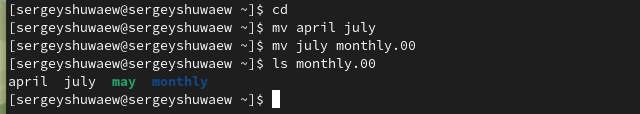 [sergeyshuwaew@sergeyshuwaew ~]$ cd
[sergeyshuwaew@sergeyshuwaew ~]$ mv april july
[sergeyshuwaew@sergeyshuwaew ~]$ mv july monthly.00
[sergeyshuwaew@sergeyshuwaew ~]$ ls monthly.00
april  july  may  monthly
[sergeyshuwaew@sergeyshuwaew ~]$